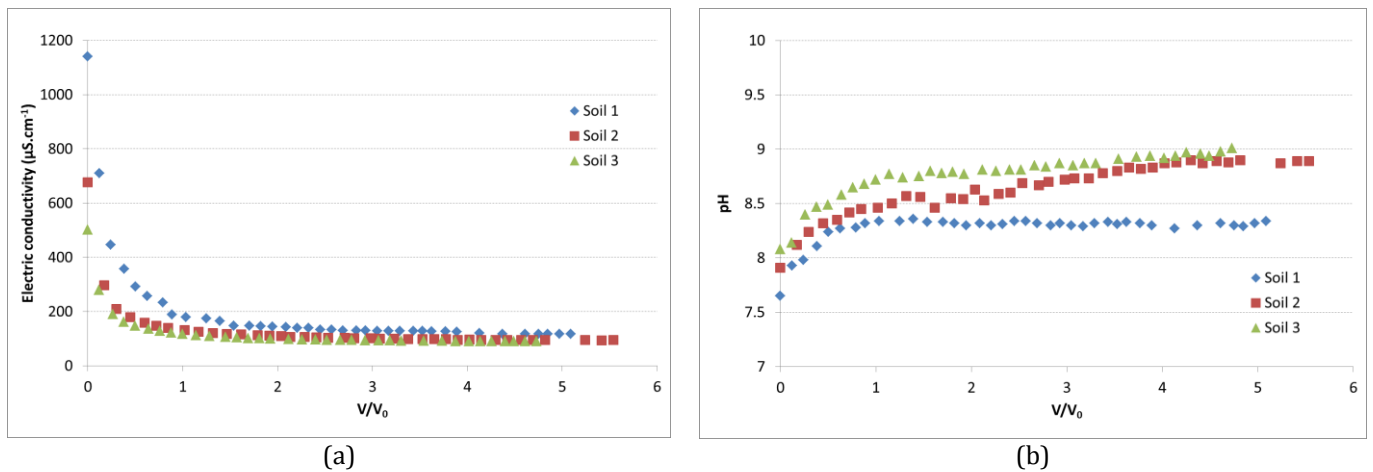 1200
1000
800
600
400
200
0
0 1 2 3 4 5 6
Electric conductivity (µS.cm⁻¹)
V/V₀
Soil 1
Soil 2
Soil 3
(a)
10
9.5
9
8.5
8
7.5
7
0 1 2 3 4 5 6
pH
V/V₀
Soil 1
Soil 2
Soil 3
(b)